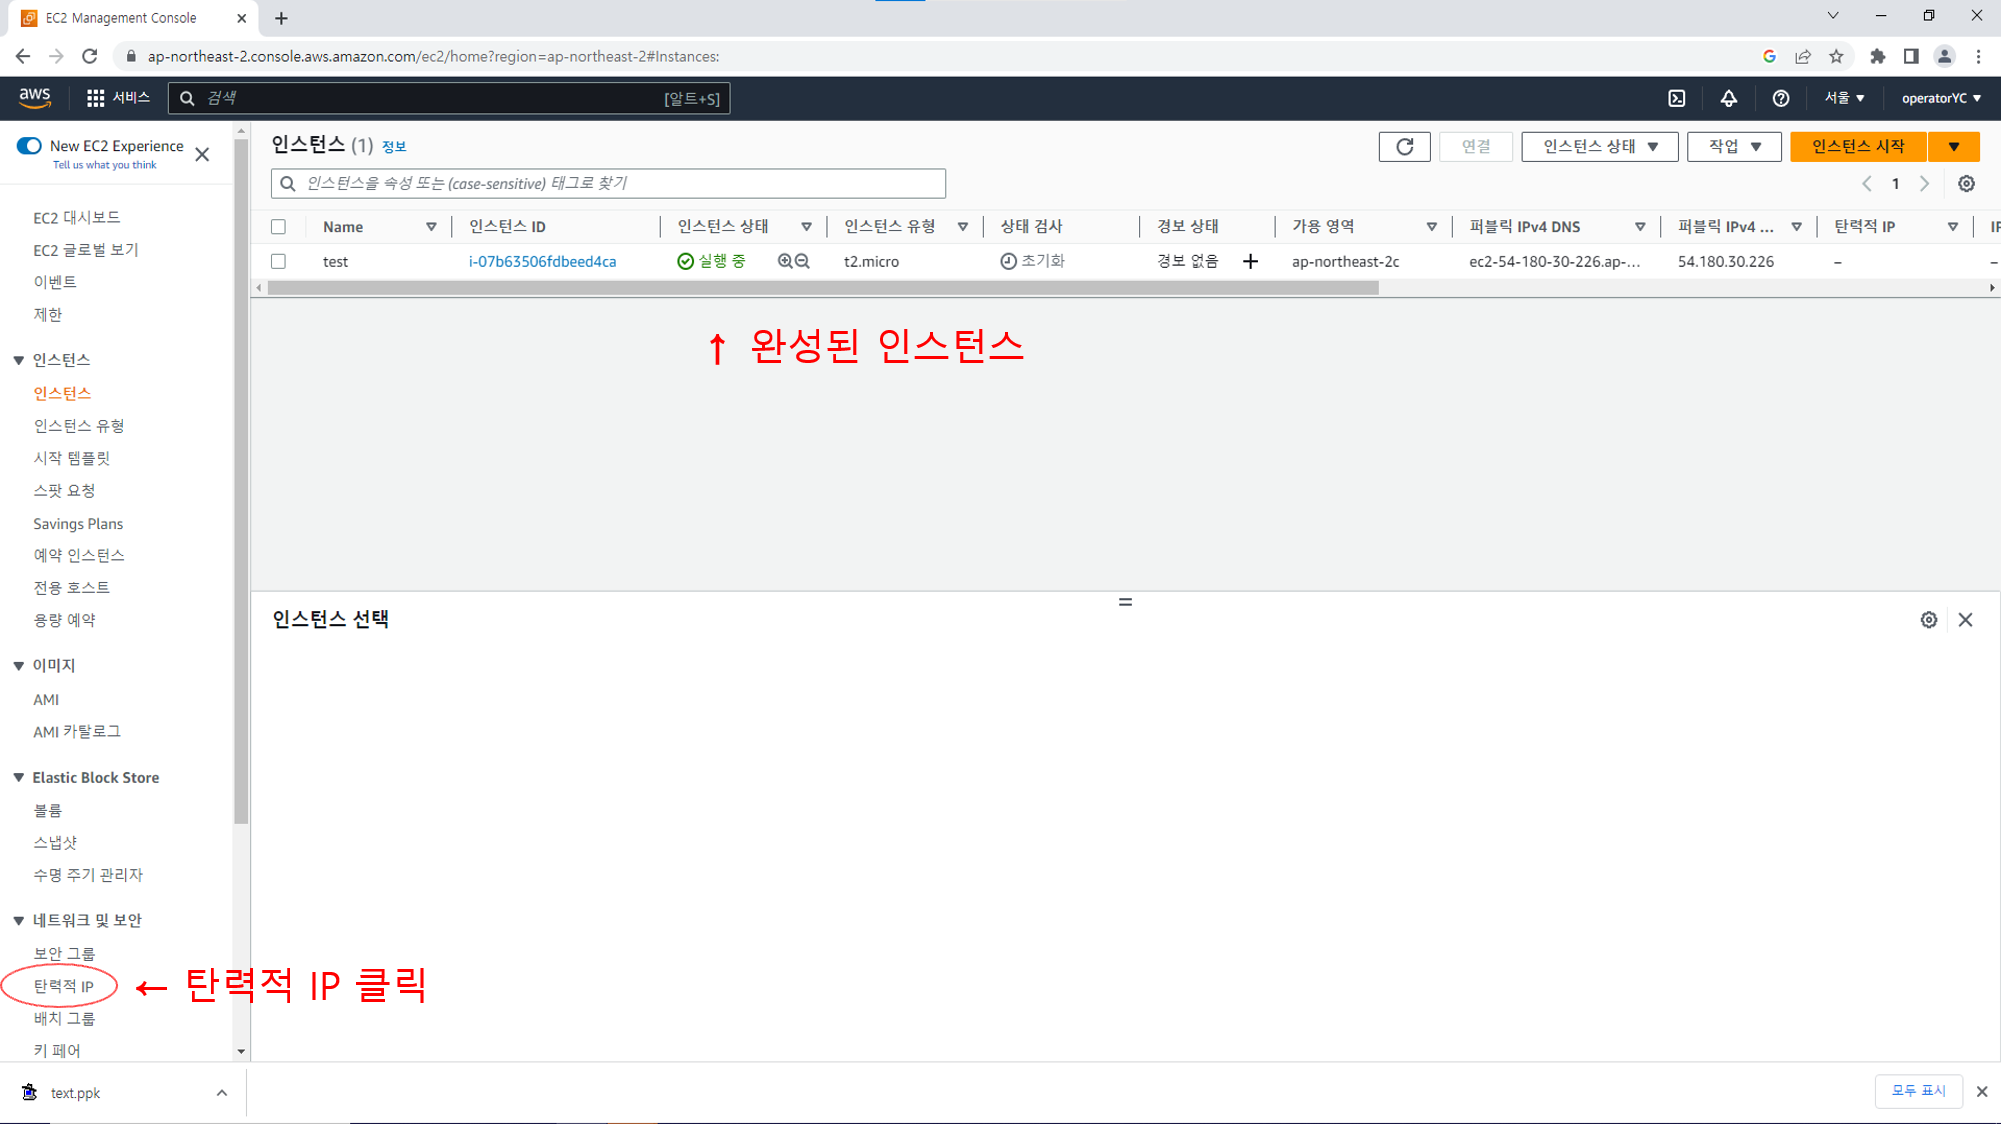 EC2 Management Console
ap-northeast-2.console.aws.amazon.com/ec2/home?region=ap-northeast-2#Instances:
aws 서비스 검색 [알트+S] 서울 operatorYC
New EC2 Experience
Tell us what you think
EC2 대시보드
EC2 글로벌 보기
이벤트
제한
인스턴스
인스턴스
인스턴스 유형
시작 템플릿
스팟 요청
Savings Plans
예약 인스턴스
전용 호스트
용량 예약
이미지
AMI
AMI 카탈로그
Elastic Block Store
볼륨
스냅샷
수명 주기 관리자
네트워크 및 보안
보안 그룹
탄력적 IP
배치 그룹
키 페어
← 탄력적 IP 클릭
인스턴스 (1) 정보
연결 인스턴스 상태 작업 인스턴스 시작
인스턴스을 속성 또는 (case-sensitive) 태그로 찾기
1
Name 인스턴스 ID 인스턴스 상태 인스턴스 유형 상태 검사 경보 상태 가용 영역 퍼블릭 IPv4 DNS 퍼블릭 IPv4 ... 탄력적 IP IP
test i-07b63506fdbeed4ca 실행 중 t2.micro 초기화 경보 없음 + ap-northeast-2c ec2-54-180-30-226.ap-... 54.180.30.226 – –
↑ 완성된 인스턴스
인스턴스 선택
text.ppk
모두 표시